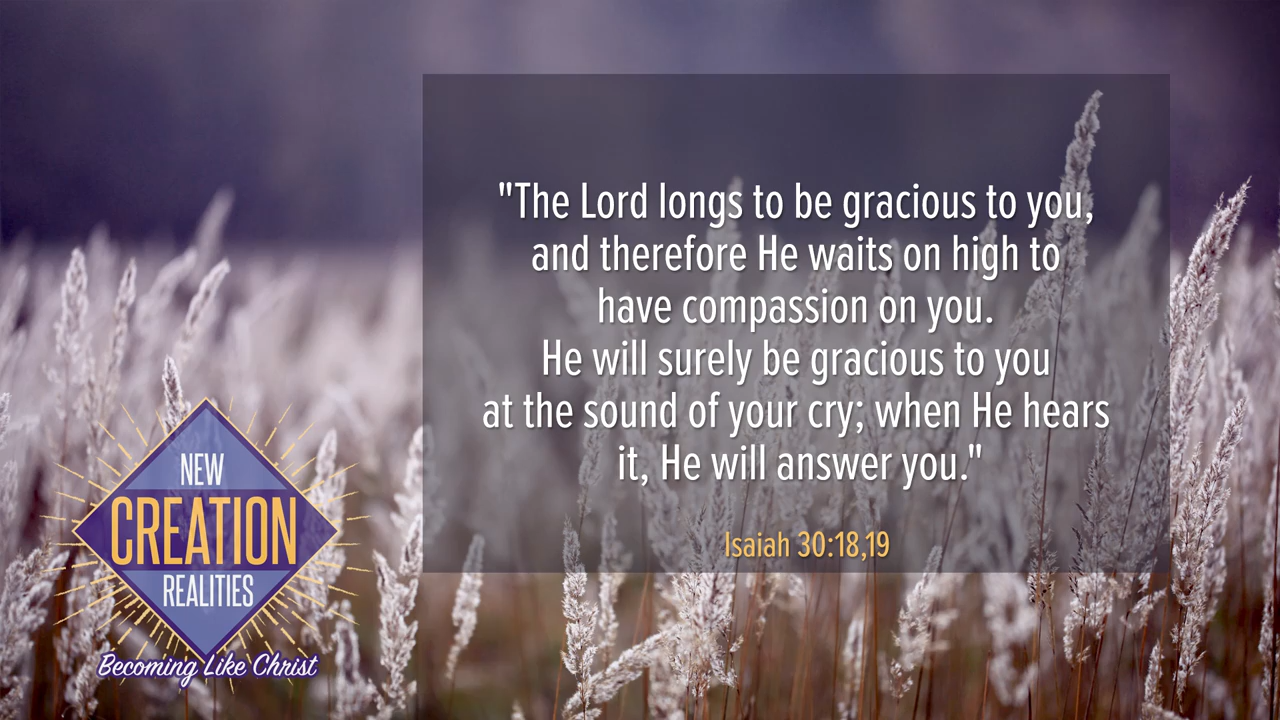 "The Lord longs to be gracious to you,
and therefore He waits on high to
have compassion on you.
He will surely be gracious to you
at the sound of your cry; when He hears
it, He will answer you."
Isaiah 30:18,19
NEW
CREATION
REALITIES
Becoming Like Christ